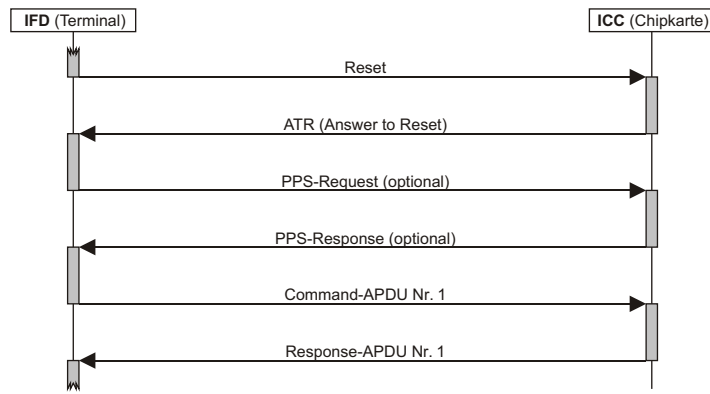 IFD (Terminal)
ICC (Chipkarte)
Reset
ATR (Answer to Reset)
PPS-Request (optional)
PPS-Response (optional)
Command-APDU Nr. 1
Response-APDU Nr. 1